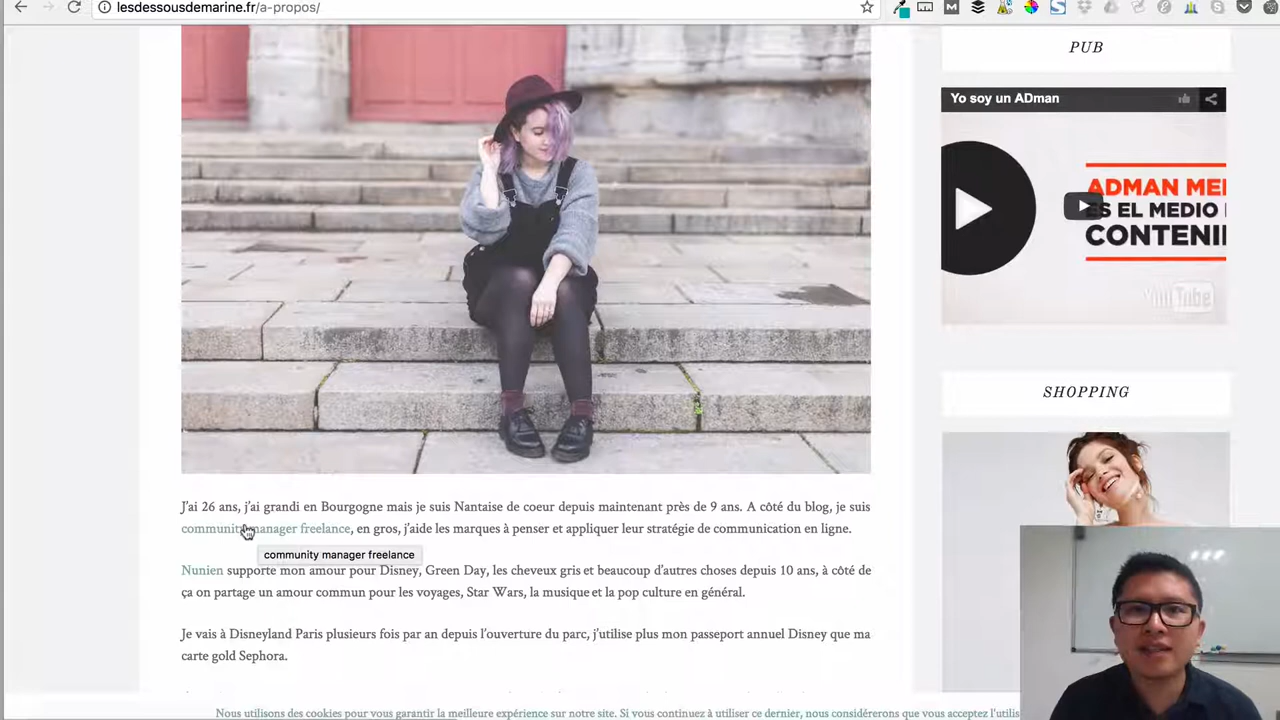 lesdessousdemarine.fr/a-propos/
PUB
Yo soy un ADman
ADMAN MEI
ES EL MEDIO
CONTENI
YouTube
SHOPPING
J'ai 26 ans, j'ai grandi en Bourgogne mais je suis Nantaise de coeur depuis maintenant près de 9 ans. A côté du blog, je suis
community manager freelance, en gros, j'aide les marques à penser et appliquer leur stratégie de communication en ligne.
community manager freelance
Nunien supporte mon amour pour Disney, Green Day, les cheveux gris et beaucoup d'autres choses depuis 10 ans, à côté de
ça on partage un amour commun pour les voyages, Star Wars, la musique et la pop culture en général.
Je vais à Disneyland Paris plusieurs fois par an depuis l'ouverture du parc, j'utilise plus mon passeport annuel Disney que ma
carte gold Sephora.
Nous utilisons des cookies pour vous garantir la meilleure expérience sur notre site. Si vous continuez à utiliser ce dernier, nous considérerons que vous acceptez l'utilis